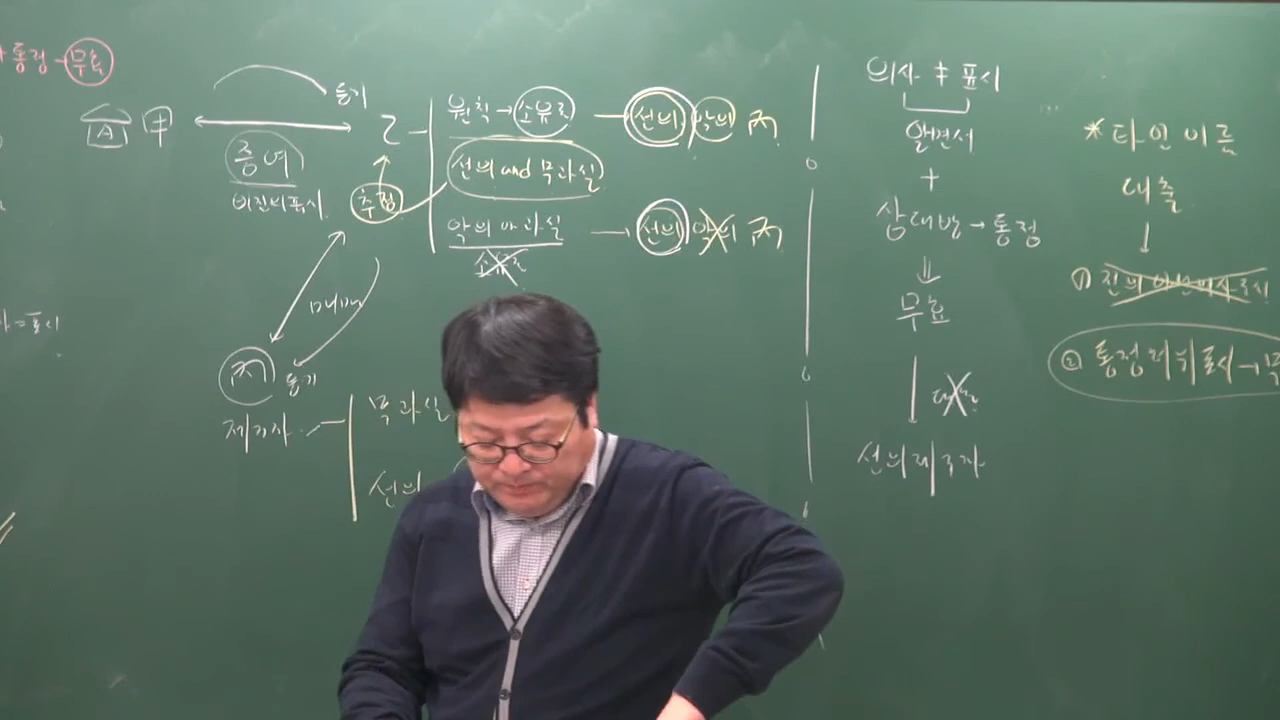 통정 - 무효
A 甲
등기
乙
증여
비진의표시
추정
원칙 → 소유권 — 선의 악의 丙
선의 and 무과실
악의 or 과실 → 선의 악의 丙
매매
丙 등기
제3자
무과실
선의
의사 ≠ 표시
알면서
+
상대방 → 통정
⇓
무효
대항
선의 제3자
* 타인 이름
대출
↓
① 진의 아닌 의사표시
② 통정허위표시 →